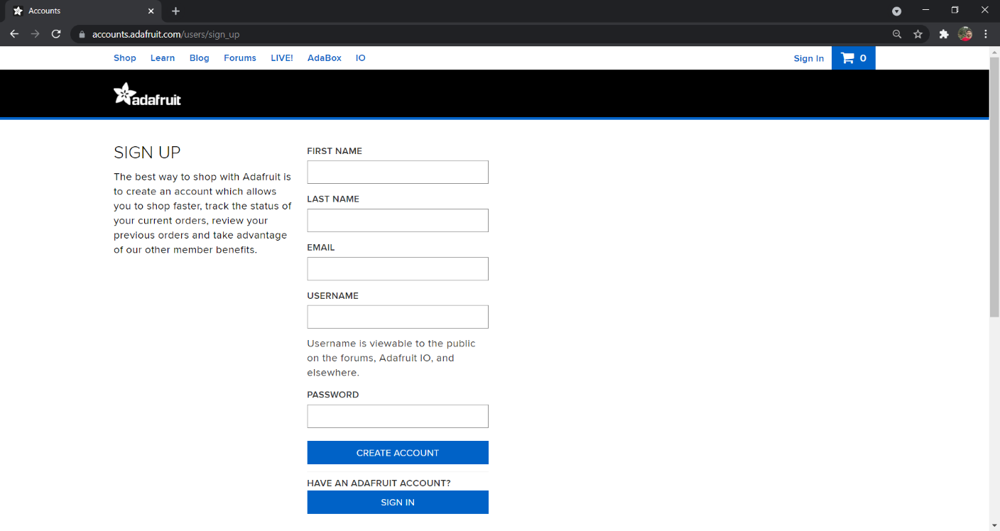 Accounts
accounts.adafruit.com/users/sign_up
Shop Learn Blog Forums LIVE! AdaBox IO Sign In 0
adafruit
SIGN UP
The best way to shop with Adafruit is
to create an account which allows
you to shop faster, track the status of
your current orders, review your
previous orders and take advantage
of our other member benefits.
FIRST NAME
LAST NAME
EMAIL
USERNAME
Username is viewable to the public
on the forums, Adafruit IO, and
elsewhere.
PASSWORD
CREATE ACCOUNT
HAVE AN ADAFRUIT ACCOUNT?
SIGN IN